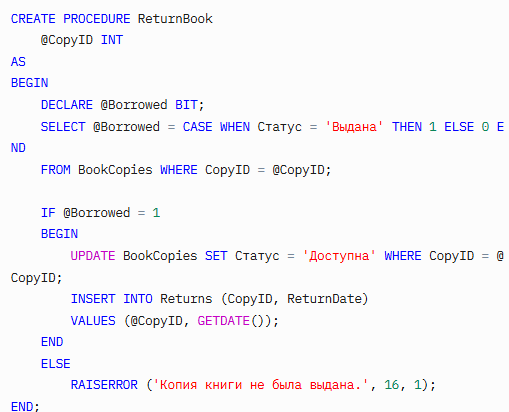 CREATE PROCEDURE ReturnBook
    @CopyID INT
AS
BEGIN
    DECLARE @Borrowed BIT;
    SELECT @Borrowed = CASE WHEN Статус = 'Выдана' THEN 1 ELSE 0 E
ND
    FROM BookCopies WHERE CopyID = @CopyID;

    IF @Borrowed = 1
    BEGIN
        UPDATE BookCopies SET Статус = 'Доступна' WHERE CopyID = @
CopyID;
        INSERT INTO Returns (CopyID, ReturnDate)
        VALUES (@CopyID, GETDATE());
    END
    ELSE
        RAISERROR ('Копия книги не была выдана.', 16, 1);
END;